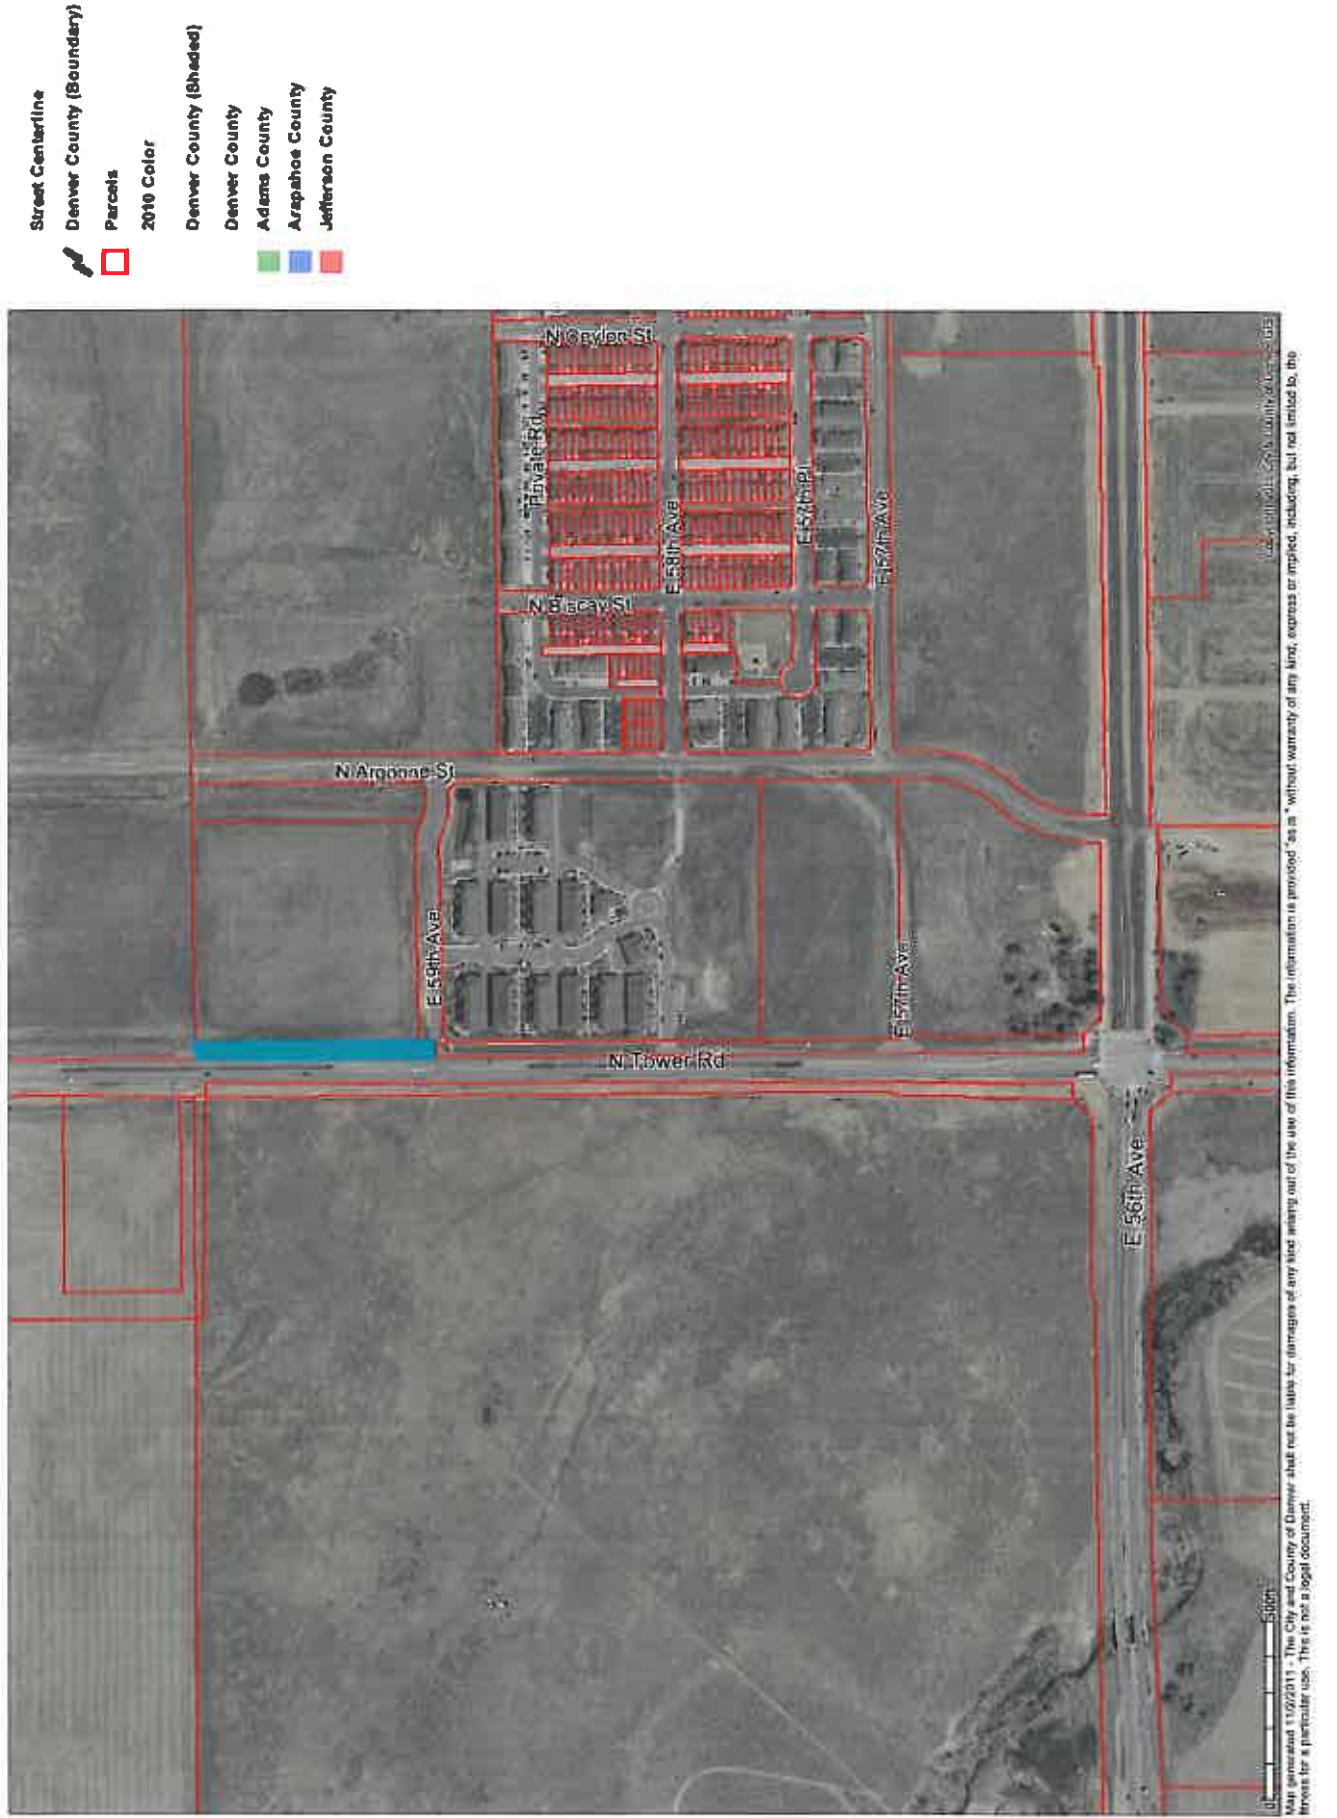 Street Centerline
Denver County (Boundary)
Parcels
2010 Color
Denver County (Shaded)
Denver County
Adams County
Arapahoe County
Jefferson County
N Ceylon St
Private Rd
E 58th Ave
E 57th Pl
E 57th Ave
N Biscay St
N Argonne St
E 59th Ave
E 57th Ave
N Tower Rd
E 56th Ave
500ft
Map generated 11/2/2011 - The City and County of Denver shall not be liable for damages of any kind arising out of the use of this information. The information is provided "as is" without warranty of any kind, express or implied, including, but not limited to, the
fitness for a particular use. This is not a legal document.